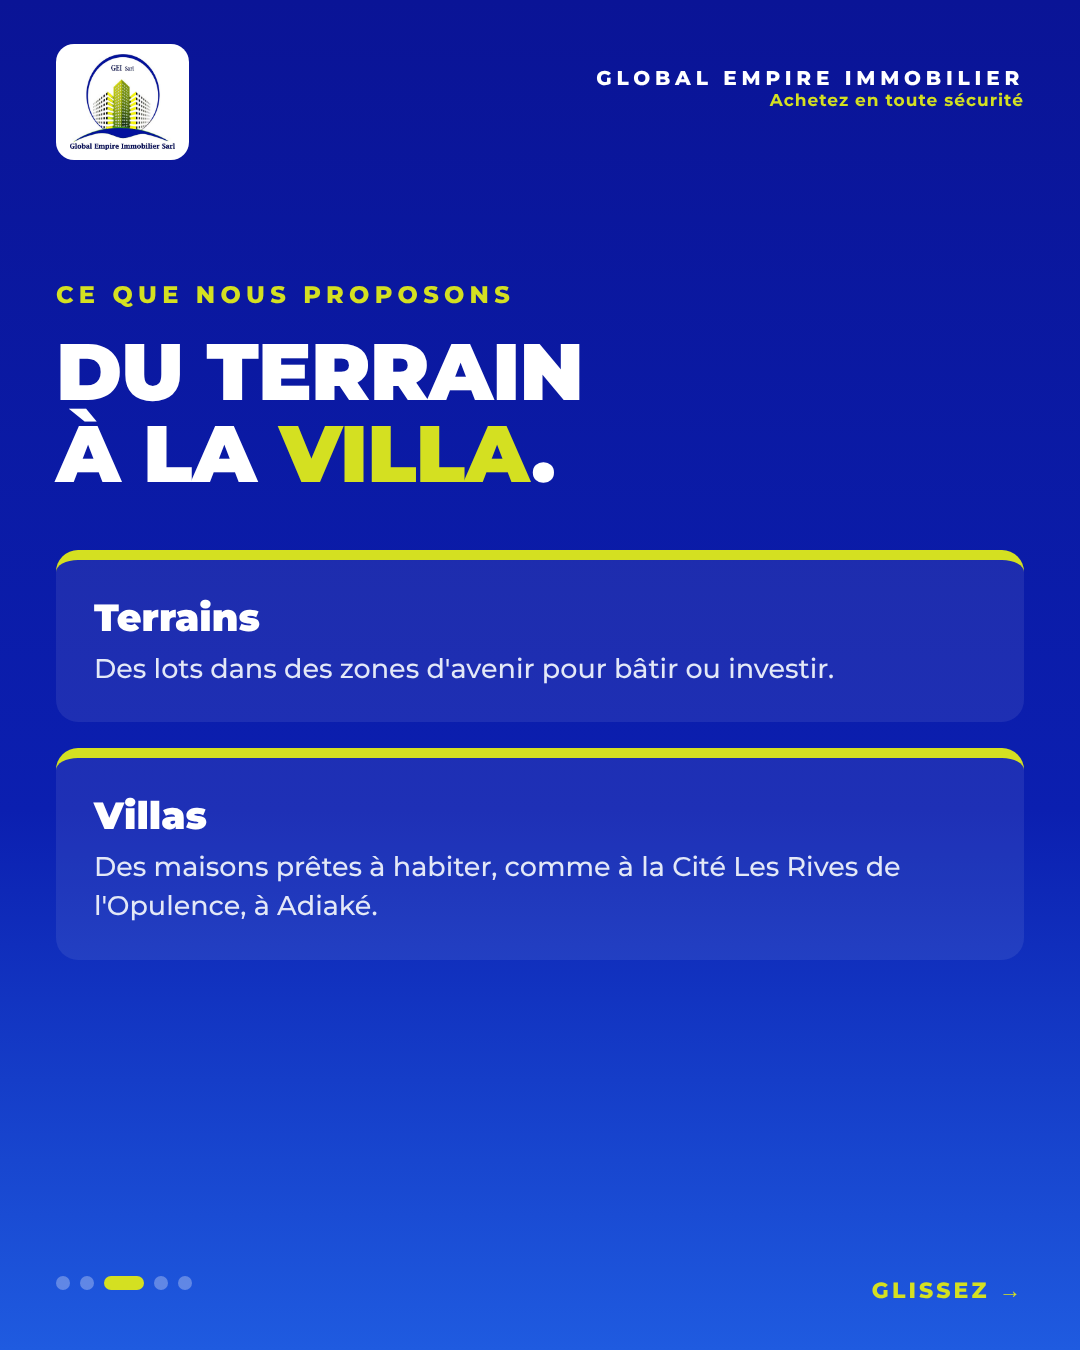 GEI Sarl
Global Empire Immobilier Sarl
GLOBAL EMPIRE IMMOBILIER
Achetez en toute sécurité
CE QUE NOUS PROPOSONS
DU TERRAIN
À LA VILLA.
Terrains
Des lots dans des zones d'avenir pour bâtir ou investir.
Villas
Des maisons prêtes à habiter, comme à la Cité Les Rives de
l'Opulence, à Adiaké.
GLISSEZ →